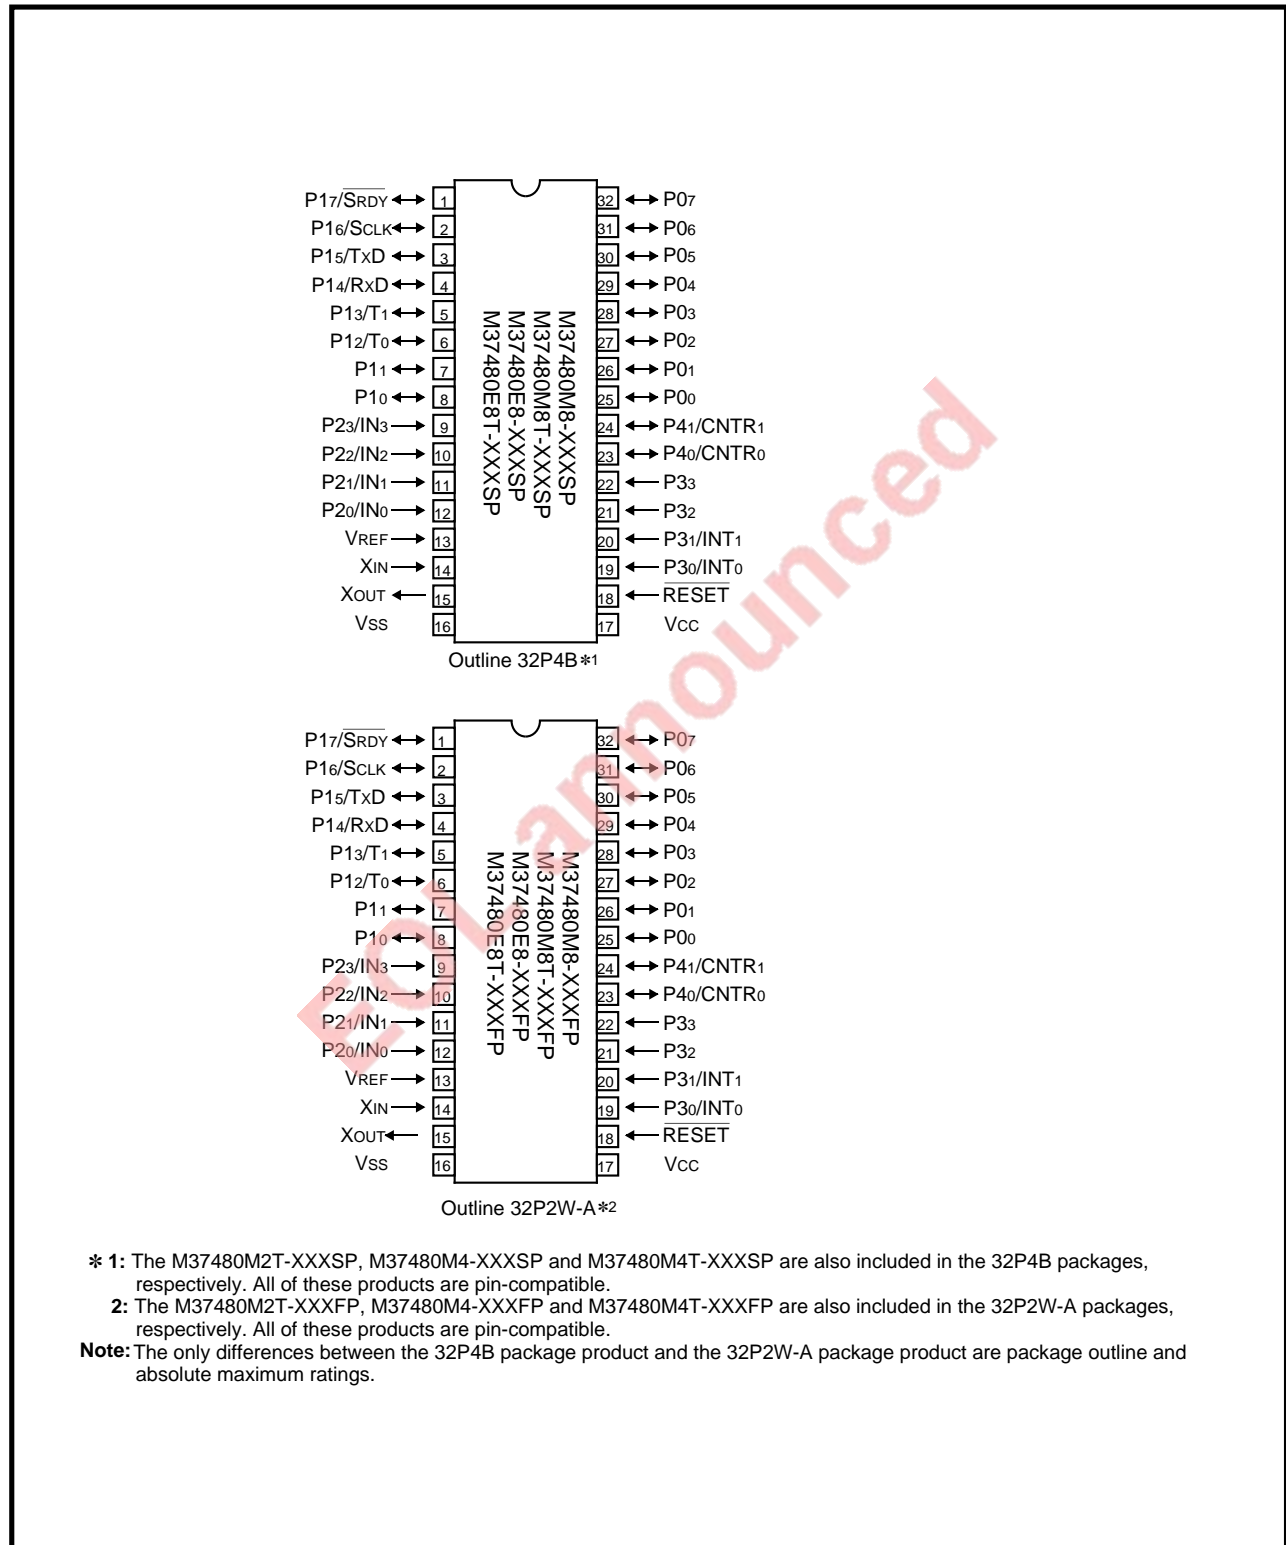 P17/SRDY 1 32 P07
P16/SCLK 2 31 P06
P15/TxD 3 30 P05
P14/RxD 4 29 P04
P13/T1 5 28 P03
P12/T0 6 27 P02
P11 7 26 P01
P10 8 25 P00
P23/IN3 9 24 P41/CNTR1
P22/IN2 10 23 P40/CNTR0
P21/IN1 11 22 P33
P20/IN0 12 21 P32
VREF 13 20 P31/INT1
XIN 14 19 P30/INT0
XOUT 15 18 RESET
VSS 16 17 VCC
M37480M8-XXXSP
M37480M8T-XXXSP
M37480E8-XXXSP
M37480E8T-XXXSP
Outline 32P4B✻1
P17/SRDY 1 32 P07
P16/SCLK 2 31 P06
P15/TxD 3 30 P05
P14/RxD 4 29 P04
P13/T1 5 28 P03
P12/T0 6 27 P02
P11 7 26 P01
P10 8 25 P00
P23/IN3 9 24 P41/CNTR1
P22/IN2 10 23 P40/CNTR0
P21/IN1 11 22 P33
P20/IN0 12 21 P32
VREF 13 20 P31/INT1
XIN 14 19 P30/INT0
XOUT 15 18 RESET
VSS 16 17 VCC
M37480M8-XXXFP
M37480M8T-XXXFP
M37480E8-XXXFP
M37480E8T-XXXFP
Outline 32P2W-A✻2
✻ 1: The M37480M2T-XXXSP, M37480M4-XXXSP and M37480M4T-XXXSP are also included in the 32P4B packages,
respectively. All of these products are pin-compatible.
2: The M37480M2T-XXXFP, M37480M4-XXXFP and M37480M4T-XXXFP are also included in the 32P2W-A packages,
respectively. All of these products are pin-compatible.
Note: The only differences between the 32P4B package product and the 32P2W-A package product are package outline and
absolute maximum ratings.
EOL announced